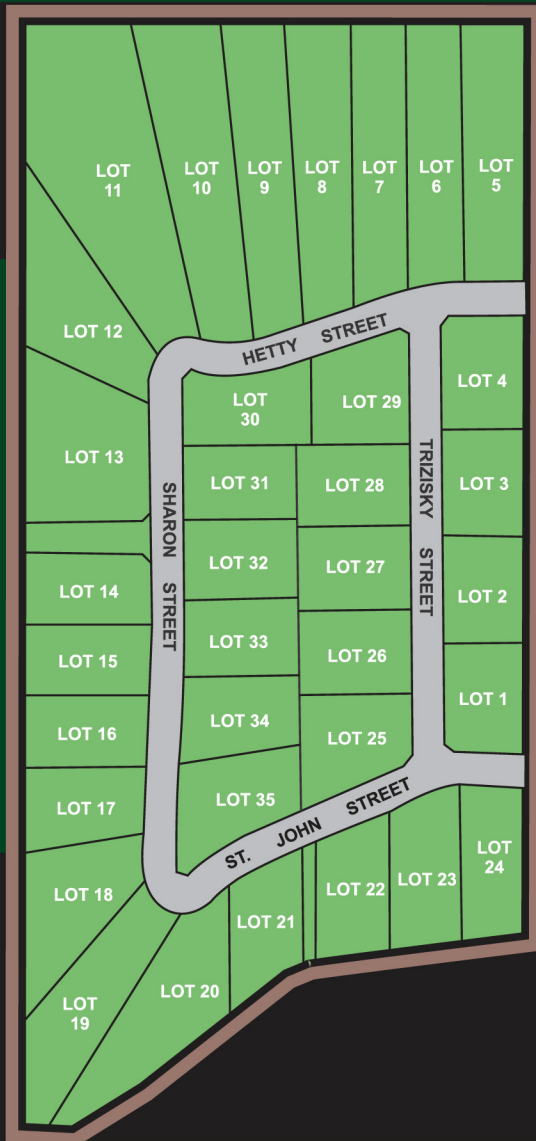 LOT
11
LOT
10
LOT
9
LOT
8
LOT
7
LOT
6
LOT
5
LOT 12
HETTY STREET
LOT 4
LOT
30
LOT 29
LOT 13
SHARON STREET
LOT 31
LOT 28
TRIZISKY STREET
LOT 3
LOT 14
LOT 32
LOT 27
LOT 2
LOT 15
LOT 33
LOT 26
LOT 16
LOT 34
LOT 25
LOT 1
LOT 17
LOT 35
ST. JOHN STREET
LOT 18
LOT 21
LOT 22
LOT 23
LOT
24
LOT
19
LOT 20